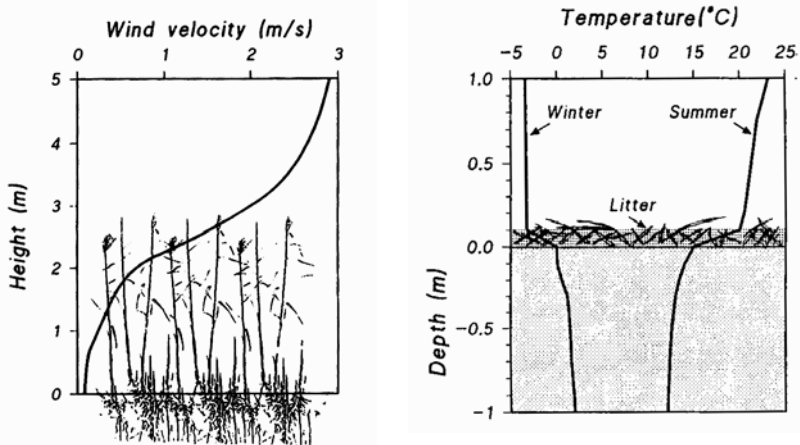 Wind velocity (m/s)
0 1 2 3
5
4
3
2
1
0
Height (m)
Temperature(°C)
-5 0 5 10 15 20 25
1.0
0.5
0.0
-0.5
-1
Depth (m)
Winter
Summer
Litter